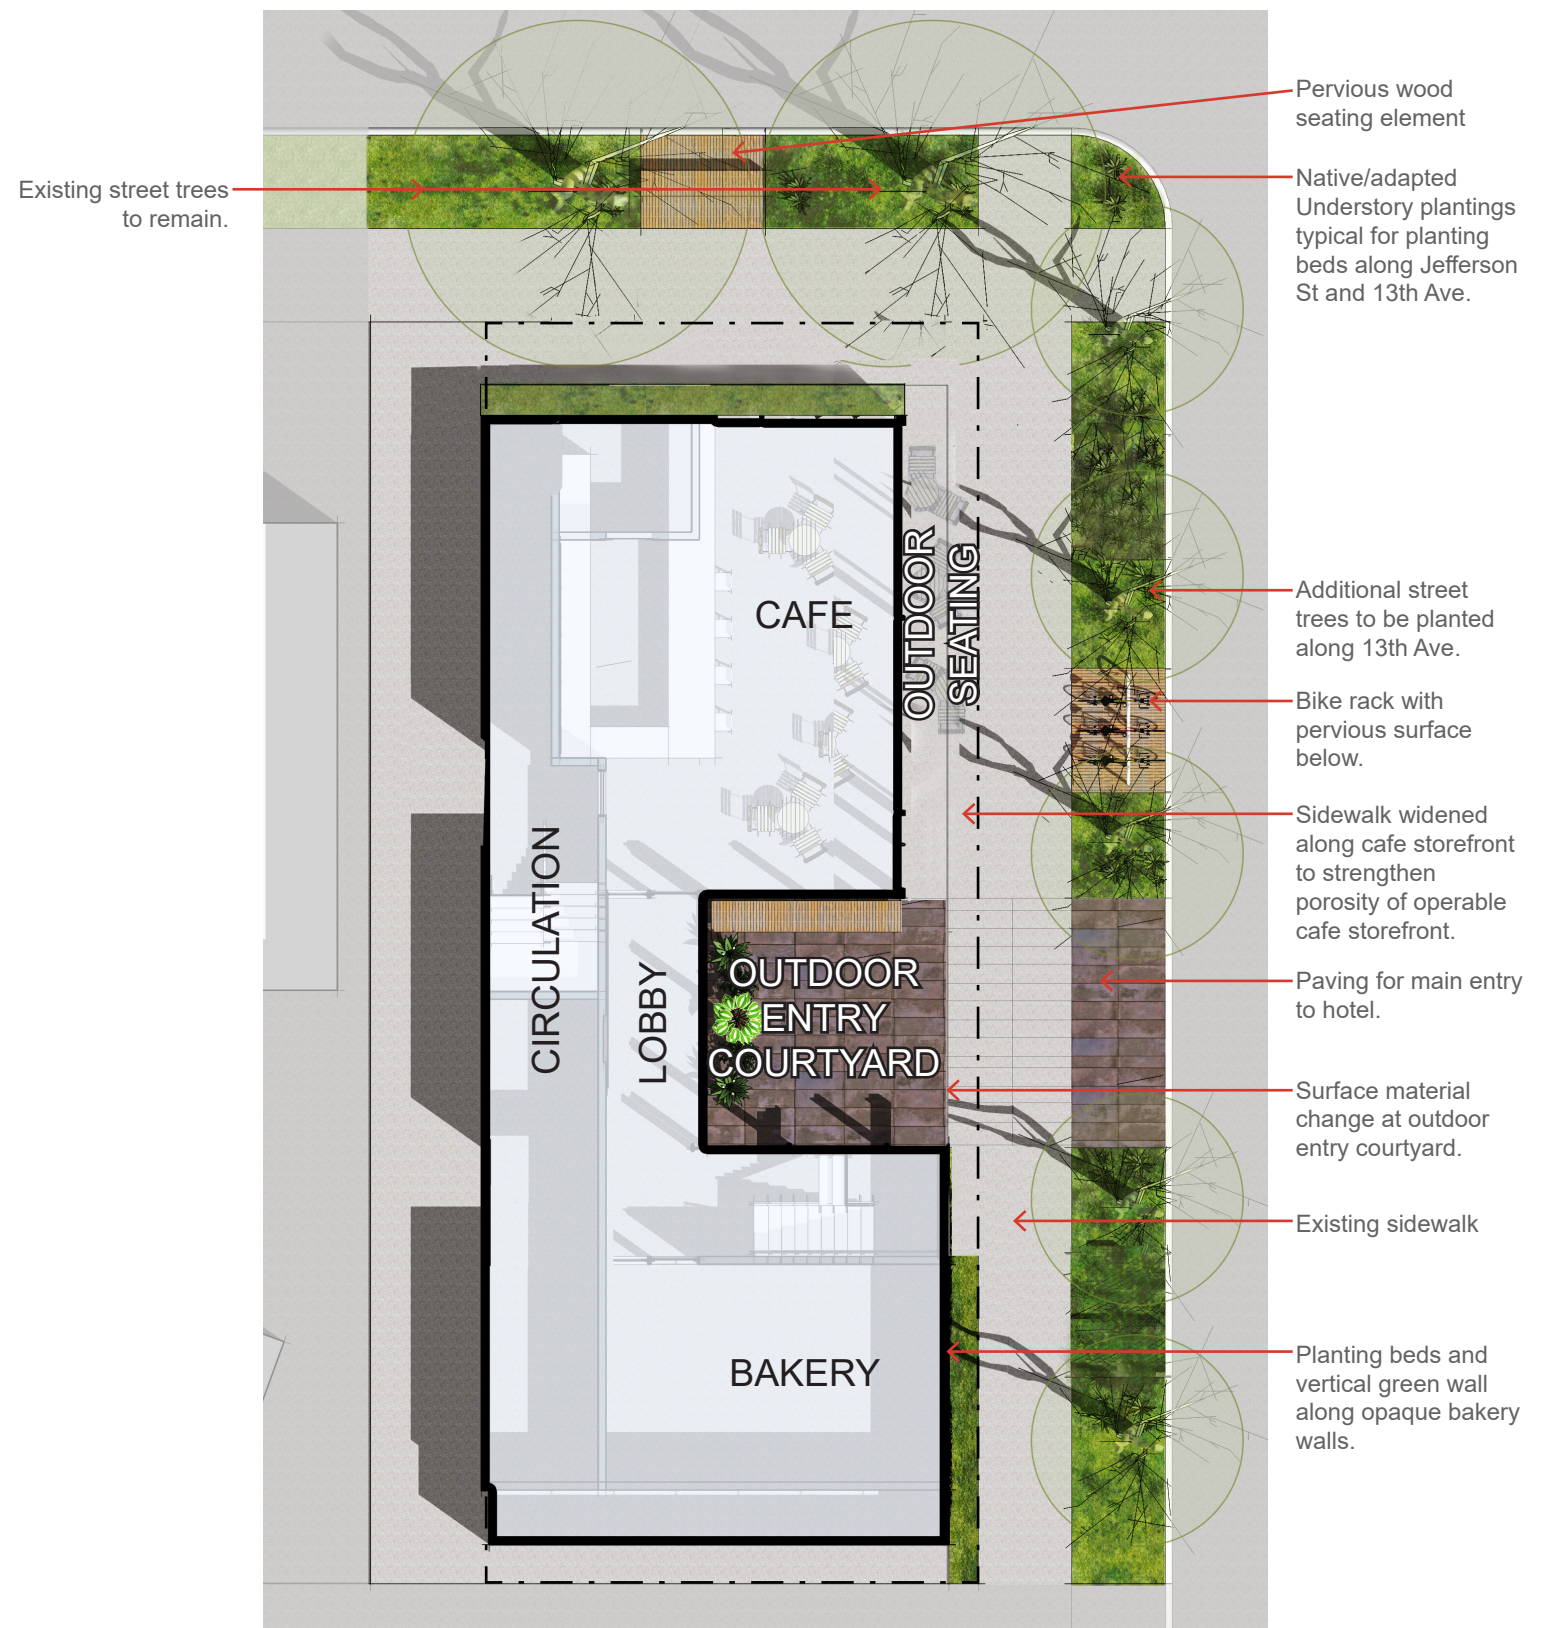 Pervious wood
seating element
Existing street trees
to remain.
Native/adapted
Understory plantings
typical for planting
beds along Jefferson
St and 13th Ave.
Additional street
trees to be planted
along 13th Ave.
Bike rack with
pervious surface
below.
Sidewalk widened
along cafe storefront
to strengthen
porosity of operable
cafe storefront.
Paving for main entry
to hotel.
Surface material
change at outdoor
entry courtyard.
Existing sidewalk
Planting beds and
vertical green wall
along opaque bakery
walls.
CAFE
OUTDOOR
SEATING
CIRCULATION
LOBBY
OUTDOOR
ENTRY
COURTYARD
BAKERY